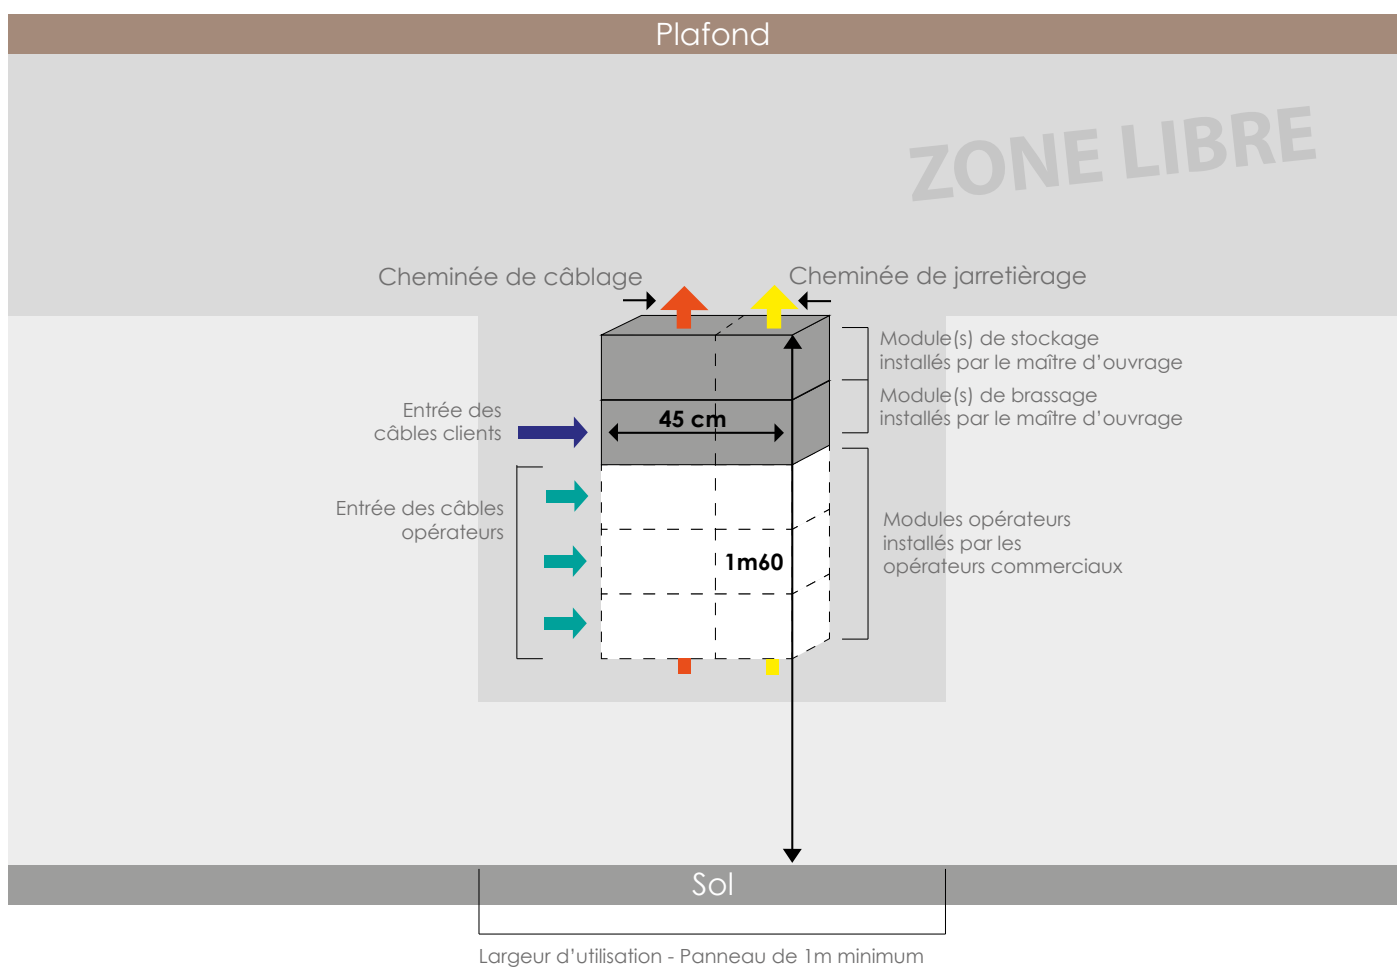 Plafond
ZONE LIBRE
Cheminée de câblage
Cheminée de jarretièrage
Module(s) de stockage
installés par le maître d’ouvrage
Module(s) de brassage
installés par le maître d’ouvrage
Entrée des
câbles clients
45 cm
Entrée des câbles
opérateurs
Modules opérateurs
installés par les
opérateurs commerciaux
1m60
Sol
Largeur d’utilisation - Panneau de 1m minimum